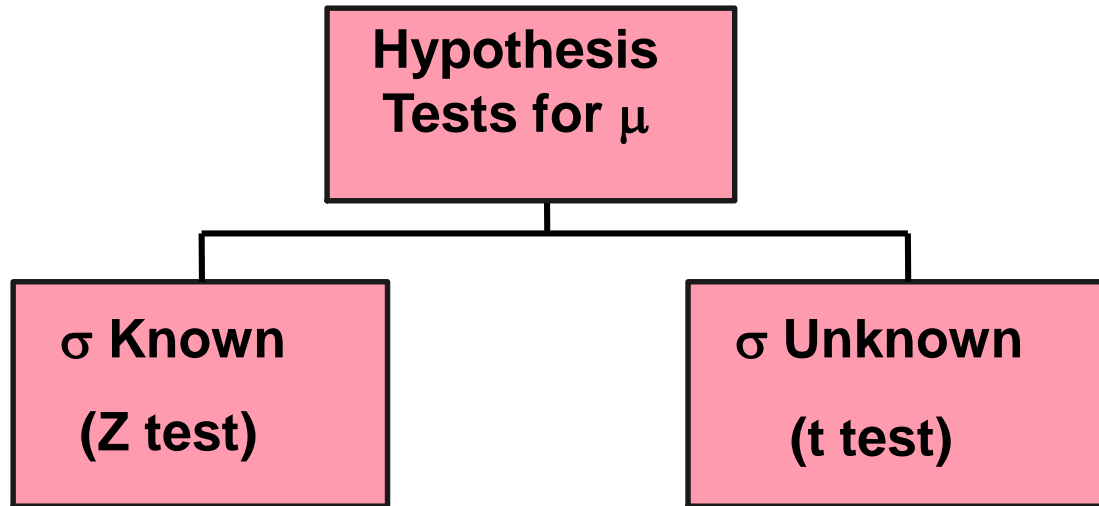 Hypothesis
Tests for μ
σ Known
(Z test)
σ Unknown
(t test)